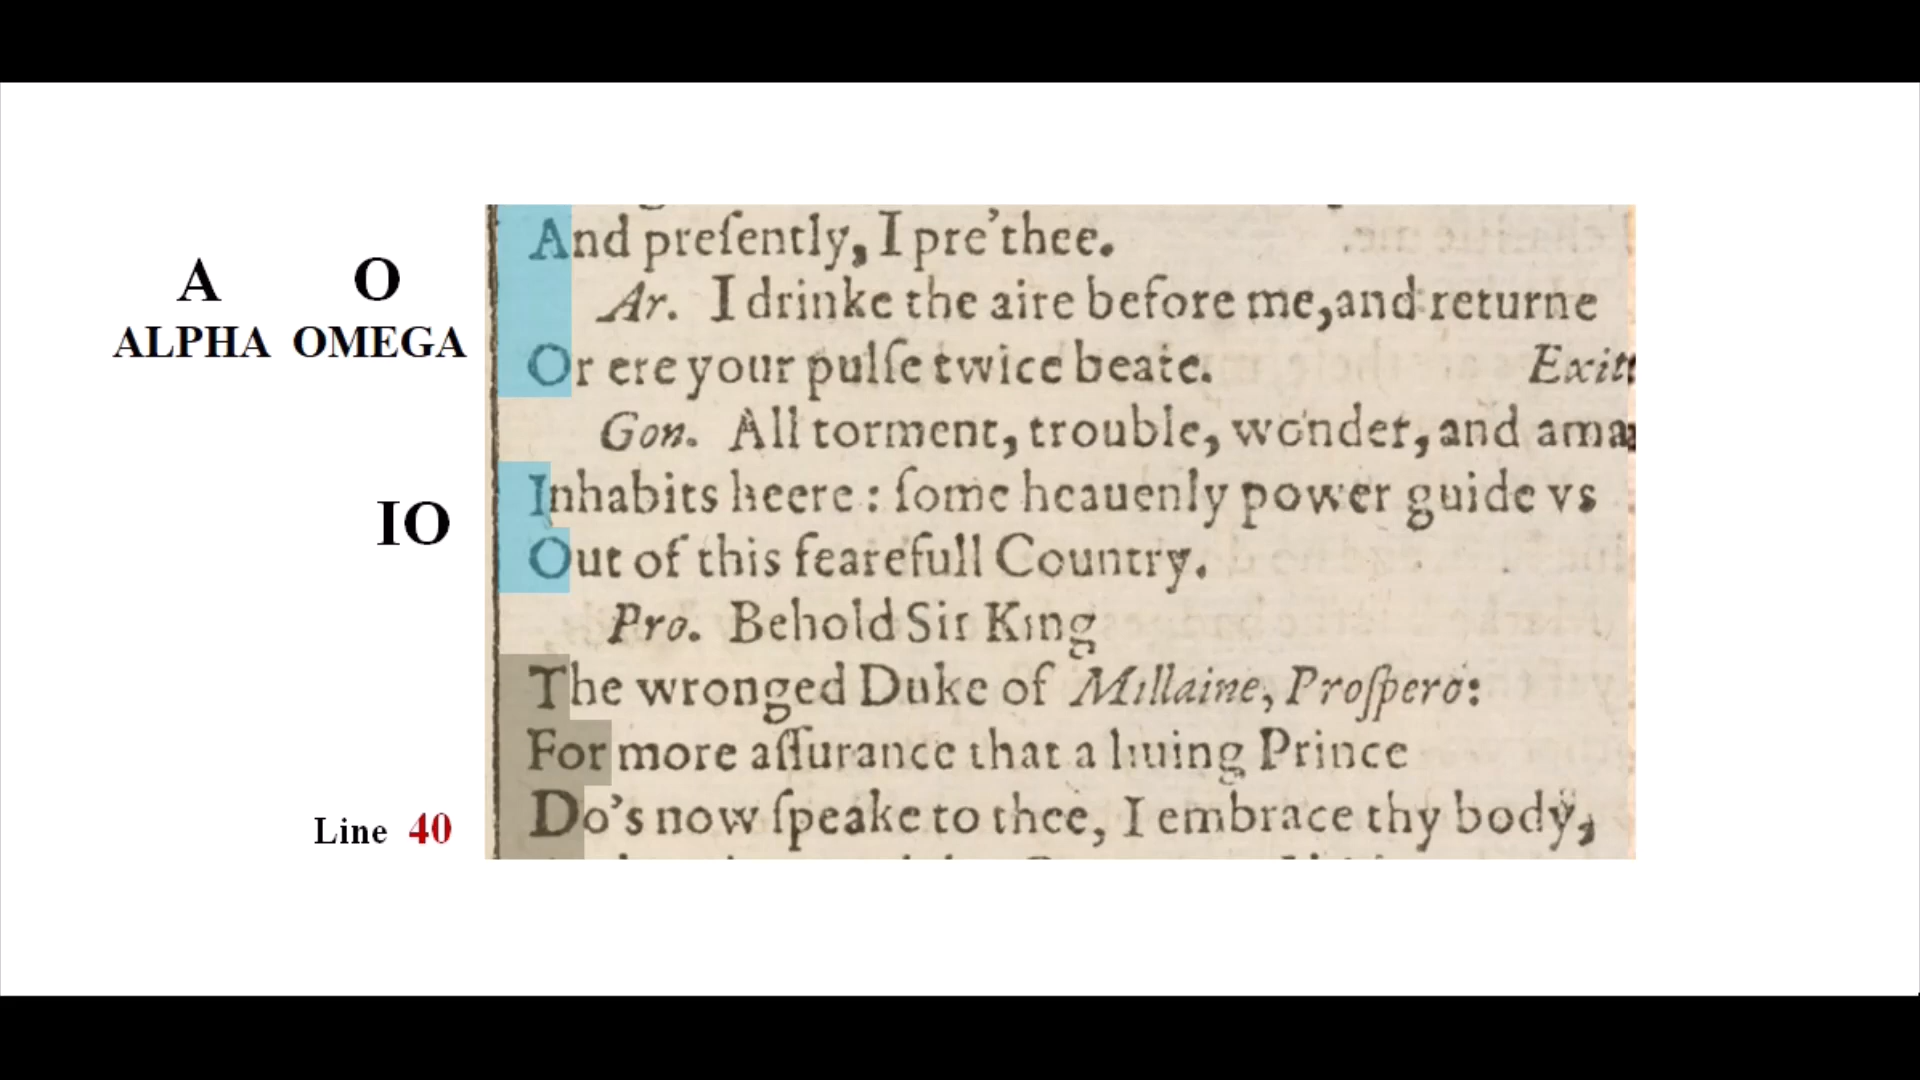 A O
ALPHA OMEGA
IO
Line 40
And preſently, I pre'thee.
Ar. I drinke the aire before me,and returne
Or ere your pulſe twice beate. Exit
Gon. All torment, trouble, wonder, and ama
Inhabits heere : ſome heauenly power guide vs
Out of this fearefull Country.
Pro. Behold Sir King
The wronged Duke of Millaine, Proſpero:
For more aſſurance that a liuing Prince
Do's now ſpeake to thee, I embrace thy body,